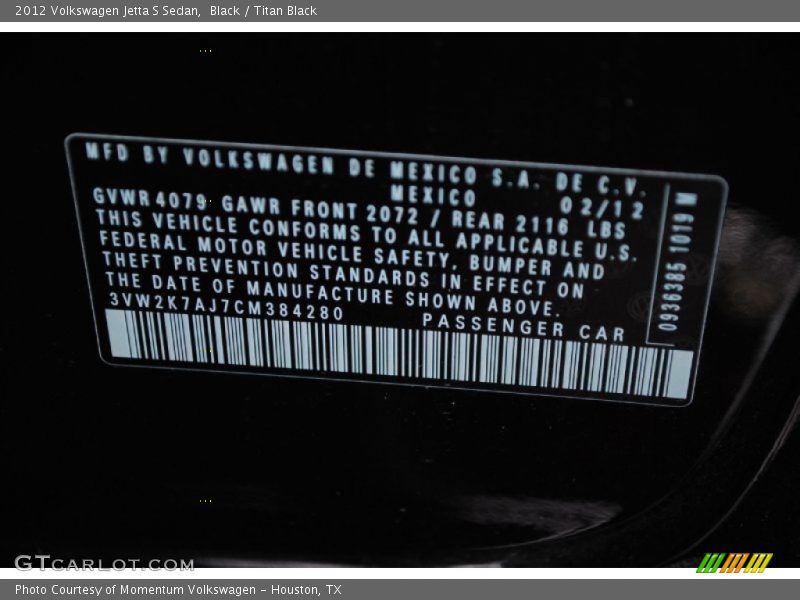 2012 Volkswagen Jetta S Sedan,  Black / Titan Black
MFD BY VOLKSWAGEN DE MEXICO S.A. DE C.V.
MEXICO 02/12
GVWR 4079 GAWR FRONT 2072 / REAR 2116 LBS
THIS VEHICLE CONFORMS TO ALL APPLICABLE U.S.
FEDERAL MOTOR VEHICLE SAFETY, BUMPER AND
THEFT PREVENTION STANDARDS IN EFFECT ON
THE DATE OF MANUFACTURE SHOWN ABOVE.
3VW2K7AJ7CM384280 PASSENGER CAR
0936385 1019 M
GTCARLOT.COM
Photo Courtesy of Momentum Volkswagen - Houston, TX